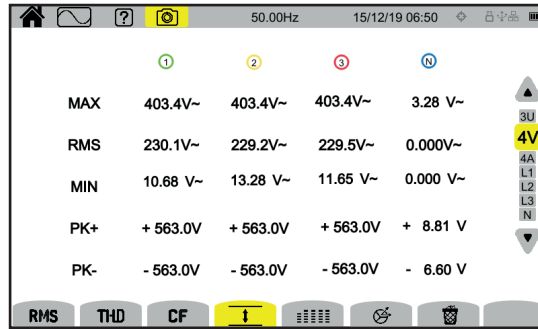 ? 50.00Hz 15/12/19 06:50
1 2 3 N
MAX 403.4V~ 403.4V~ 403.4V~ 3.28 V~
3U
RMS 230.1V~ 229.2V~ 229.5V~ 0.000V~
4V
4A
L1
MIN 10.68 V~ 13.28 V~ 11.65 V~ 0.000 V~
L2
L3
N
PK+ + 563.0V + 563.0V + 563.0V + 8.81 V
PK- - 563.0V - 563.0V - 563.0V - 6.60 V
RMS THD CF